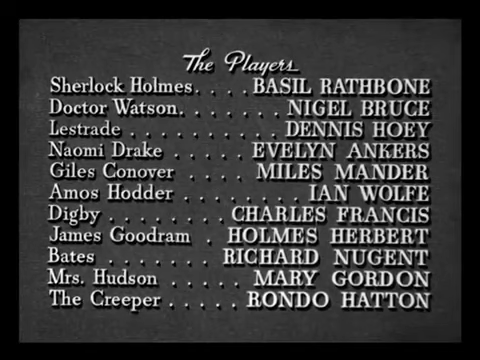 The Players
Sherlock Holmes. . . . BASIL RATHBONE
Doctor Watson. . . . . . . NIGEL BRUCE
Lestrade . . . . . . . . . DENNIS HOEY
Naomi Drake . . . . . EVELYN ANKERS
Giles Conover . . . . . MILES MANDER
Amos Hodder . . . . . . . . IAN WOLFE
Digby . . . . . . . . CHARLES FRANCIS
James Goodram . HOLMES HERBERT
Bates . . . . . . . RICHARD NUGENT
Mrs. Hudson . . . . . MARY GORDON
The Creeper . . . . . RONDO HATTON